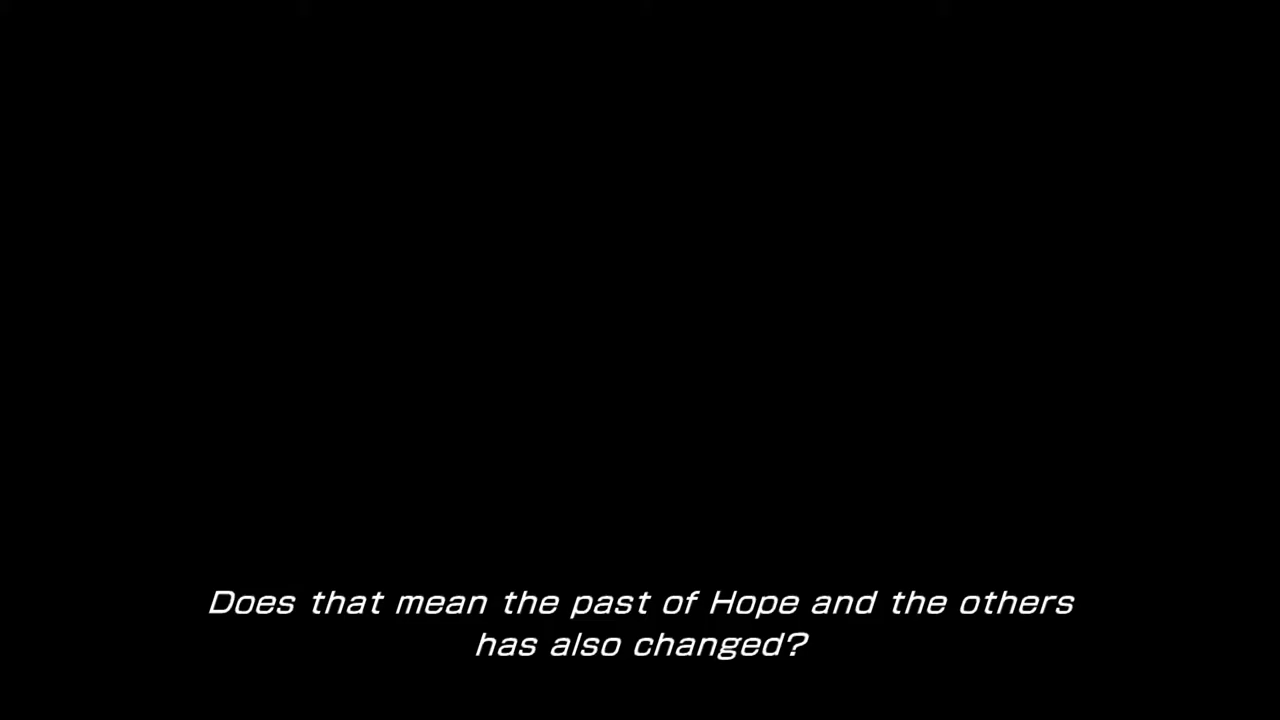 Does that mean the past of Hope and the others
has also changed?